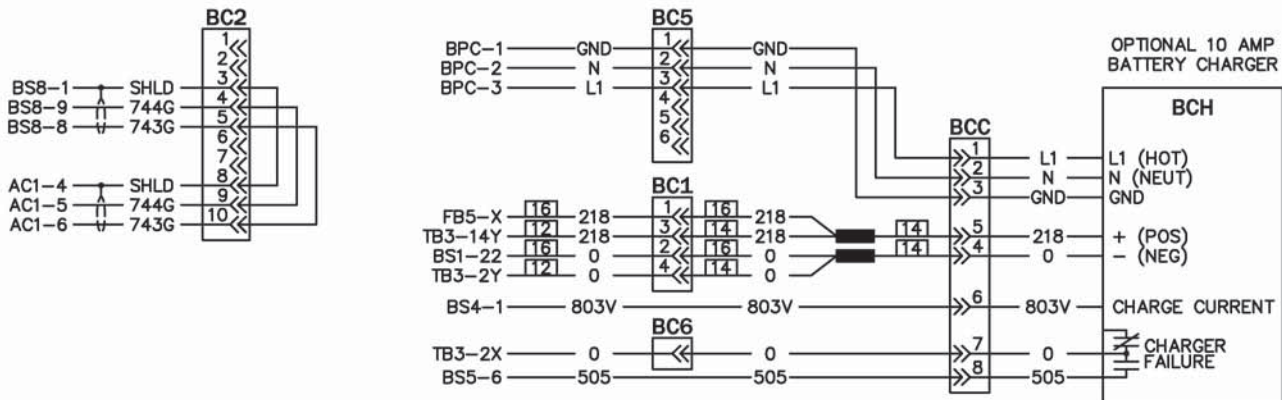 BC2
1
2
BS8-1 SHLD 3
BS8-9 744G 4
BS8-8 743G 5
6
7
AC1-4 SHLD 8
AC1-5 744G 9
AC1-6 743G 10
BC5
BPC-1 GND 1 GND
BPC-2 N 2 N
BPC-3 L1 3 L1
4
5
6
BC1
FB5-X 16 218 1 16 218
TB3-14Y 12 218 3 14 218
BS1-22 16 0 2 16 0
TB3-2Y 12 0 4 14 0
14
14
BS4-1 803V 803V
BC6
TB3-2X 0 0
BS5-6 505 505
OPTIONAL 10 AMP
BATTERY CHARGER
BCC
BCH
1 L1 L1 (HOT)
2 N N (NEUT)
3 GND GND
5 218 + (POS)
4 0 − (NEG)
6 803V CHARGE CURRENT
7 0 CHARGER
FAILURE
8 505